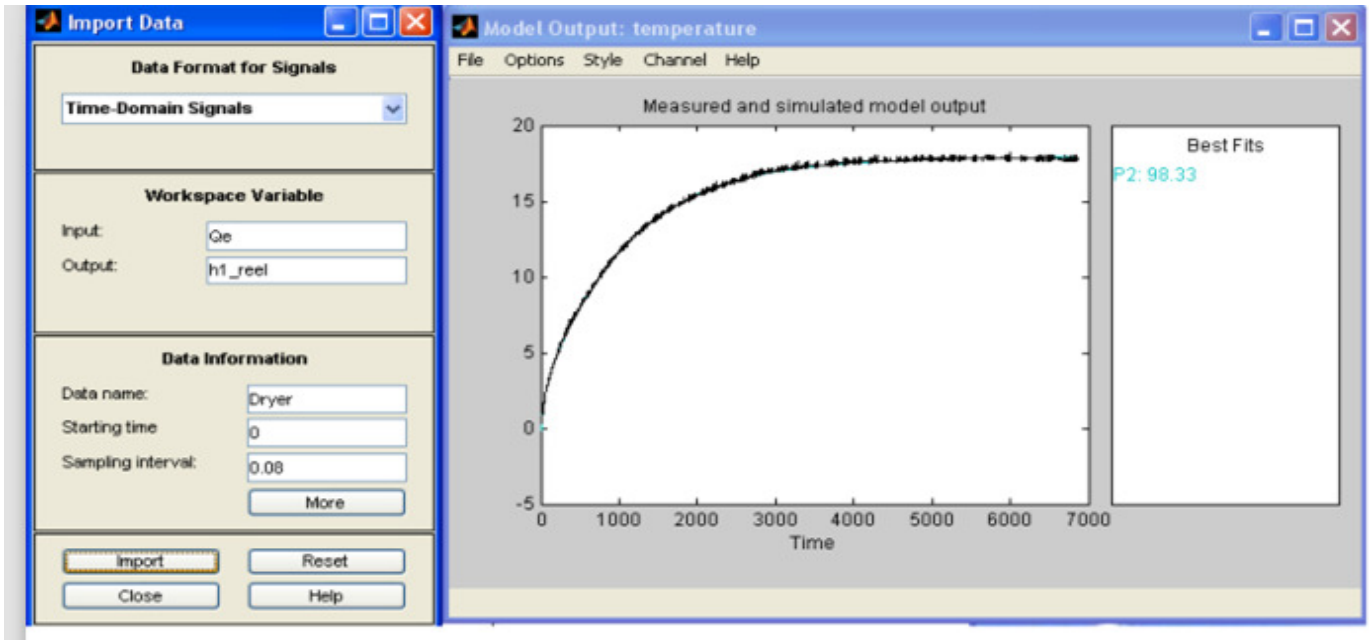 Import Data
Data Format for Signals
Time-Domain Signals
Workspace Variable
Input: Qe
Output: h1_reel
Data Information
Data name: Dryer
Starting time 0
Sampling interval: 0.08
More
Import Reset
Close Help
Model Output: temperature
File Options Style Channel Help
Measured and simulated model output
20
15
10
5
0
-5
0 1000 2000 3000 4000 5000 6000 7000
Time
Best Fits
P2: 98.33